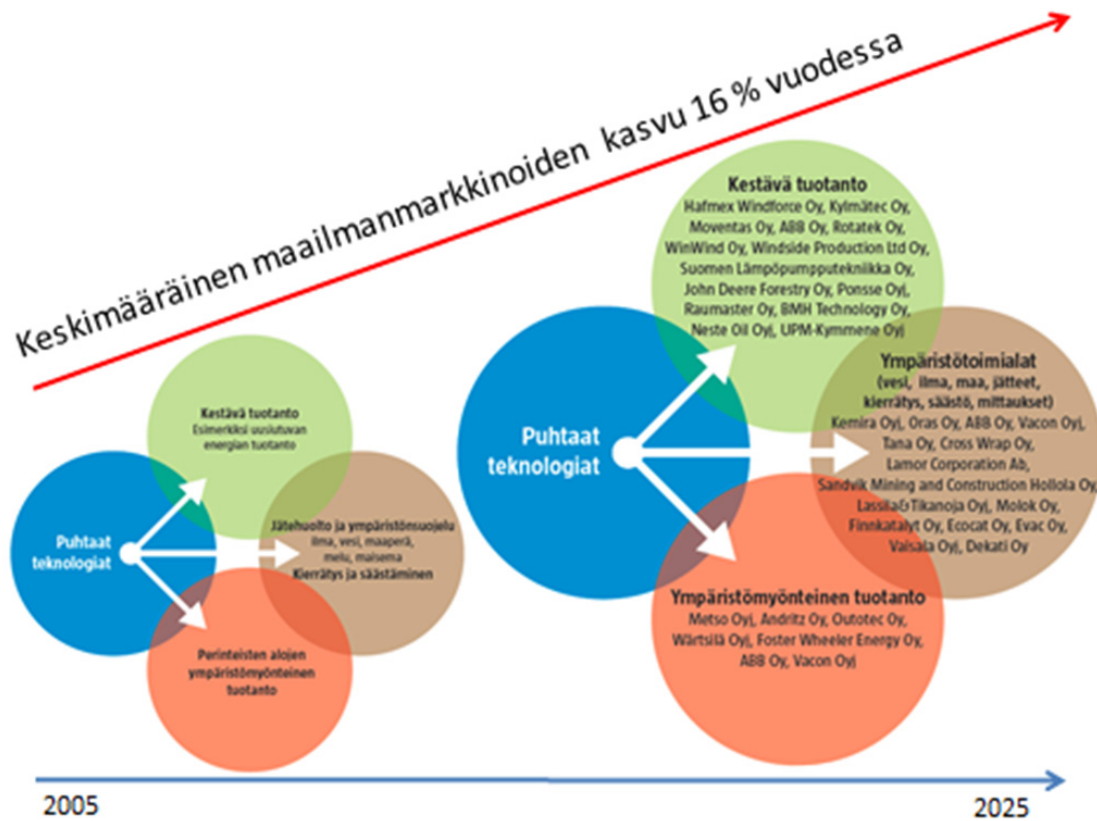 Keskimääräinen maailmanmarkkinoiden kasvu 16 % vuodessa
Kestävä tuotanto
Esimerkiksi uusiutuvan
energian tuotanto
Puhtaat
teknologiat
Jätehuolto ja ympäristönsuojelu
ilma, vesi, maaperä,
melu, maisema
Kierrätys ja säästäminen
Perinteisten alojen
ympäristömyönteinen
tuotanto
Kestävä tuotanto
Hafmex Windforce Oy, Kylmätec Oy,
Moventas Oy, ABB Oy, Rotatek Oy,
WinWind Oy, Windside Production Ltd Oy,
Suomen Lämpöpumpputekniikka Oy,
John Deere Forestry Oy, Ponsse Oyj,
Raumaster Oy, BMH Technology Oy,
Neste Oil Oyj, UPM-Kymmene Oyj
Puhtaat
teknologiat
Ympäristötoimialat
(vesi, ilma, maa, jätteet,
kierrätys, säästö, mittaukset)
Kemira Oyj, Oras Oy, ABB Oy, Vacon Oyj,
Tana Oy, Cross Wrap Oy,
Lamor Corporation Ab,
Sandvik Mining and Construction Hollola Oy,
Lassila&Tikanoja Oyj, Molok Oy,
Finnkatalyt Oy, Ecocat Oy, Evac Oy,
Vaisala Oyj, Dekati Oy
Ympäristömyönteinen tuotanto
Metso Oyj, Andritz Oy, Outotec Oy,
Wärtsilä Oyj, Foster Wheeler Energy Oy,
ABB Oy, Vacon Oyj
2005
2025